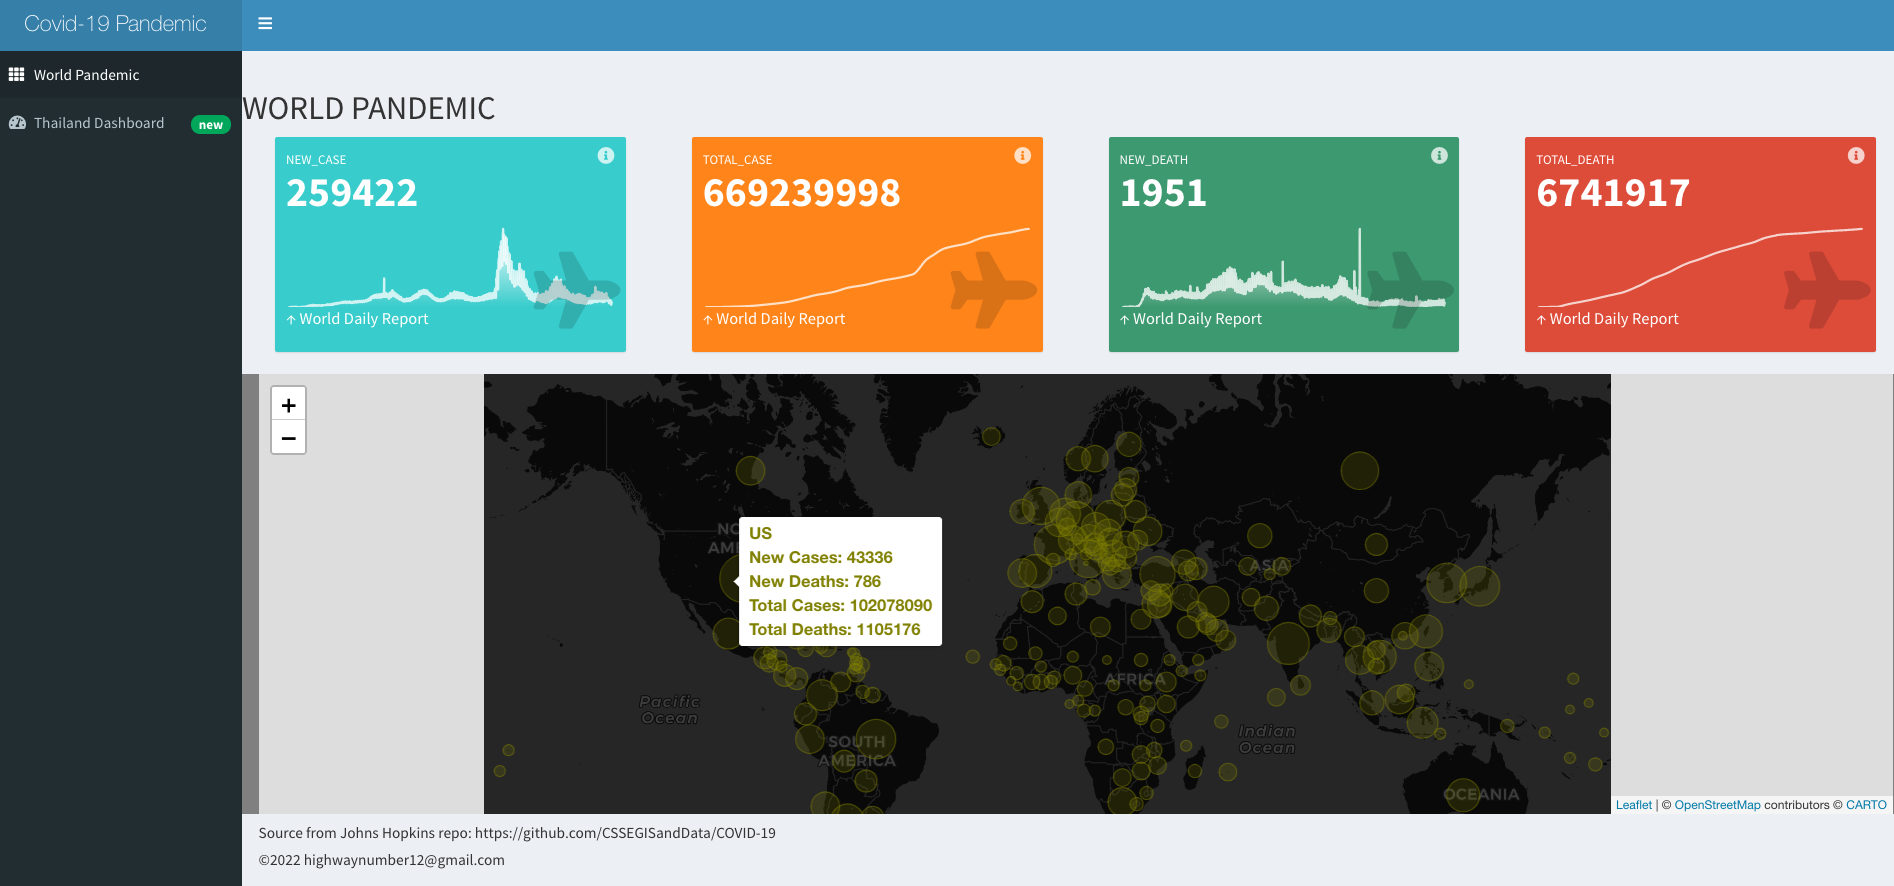 Covid-19 Pandemic
World Pandemic
Thailand Dashboard new
WORLD PANDEMIC
NEW_CASE
259422
↑ World Daily Report
TOTAL_CASE
669239998
↑ World Daily Report
NEW_DEATH
1951
↑ World Daily Report
TOTAL_DEATH
6741917
↑ World Daily Report
+
−
NO
AM
US
New Cases: 43336
New Deaths: 786
Total Cases: 102078090
Total Deaths: 1105176
ASIA
AFRICA
Pacific
Ocean
Indian
Ocean
SOUTH
AMERICA
OCEANIA
Leaflet | © OpenStreetMap contributors © CARTO
Source from Johns Hopkins repo: https://github.com/CSSEGISandData/COVID-19
©2022 highwaynumber12@gmail.com